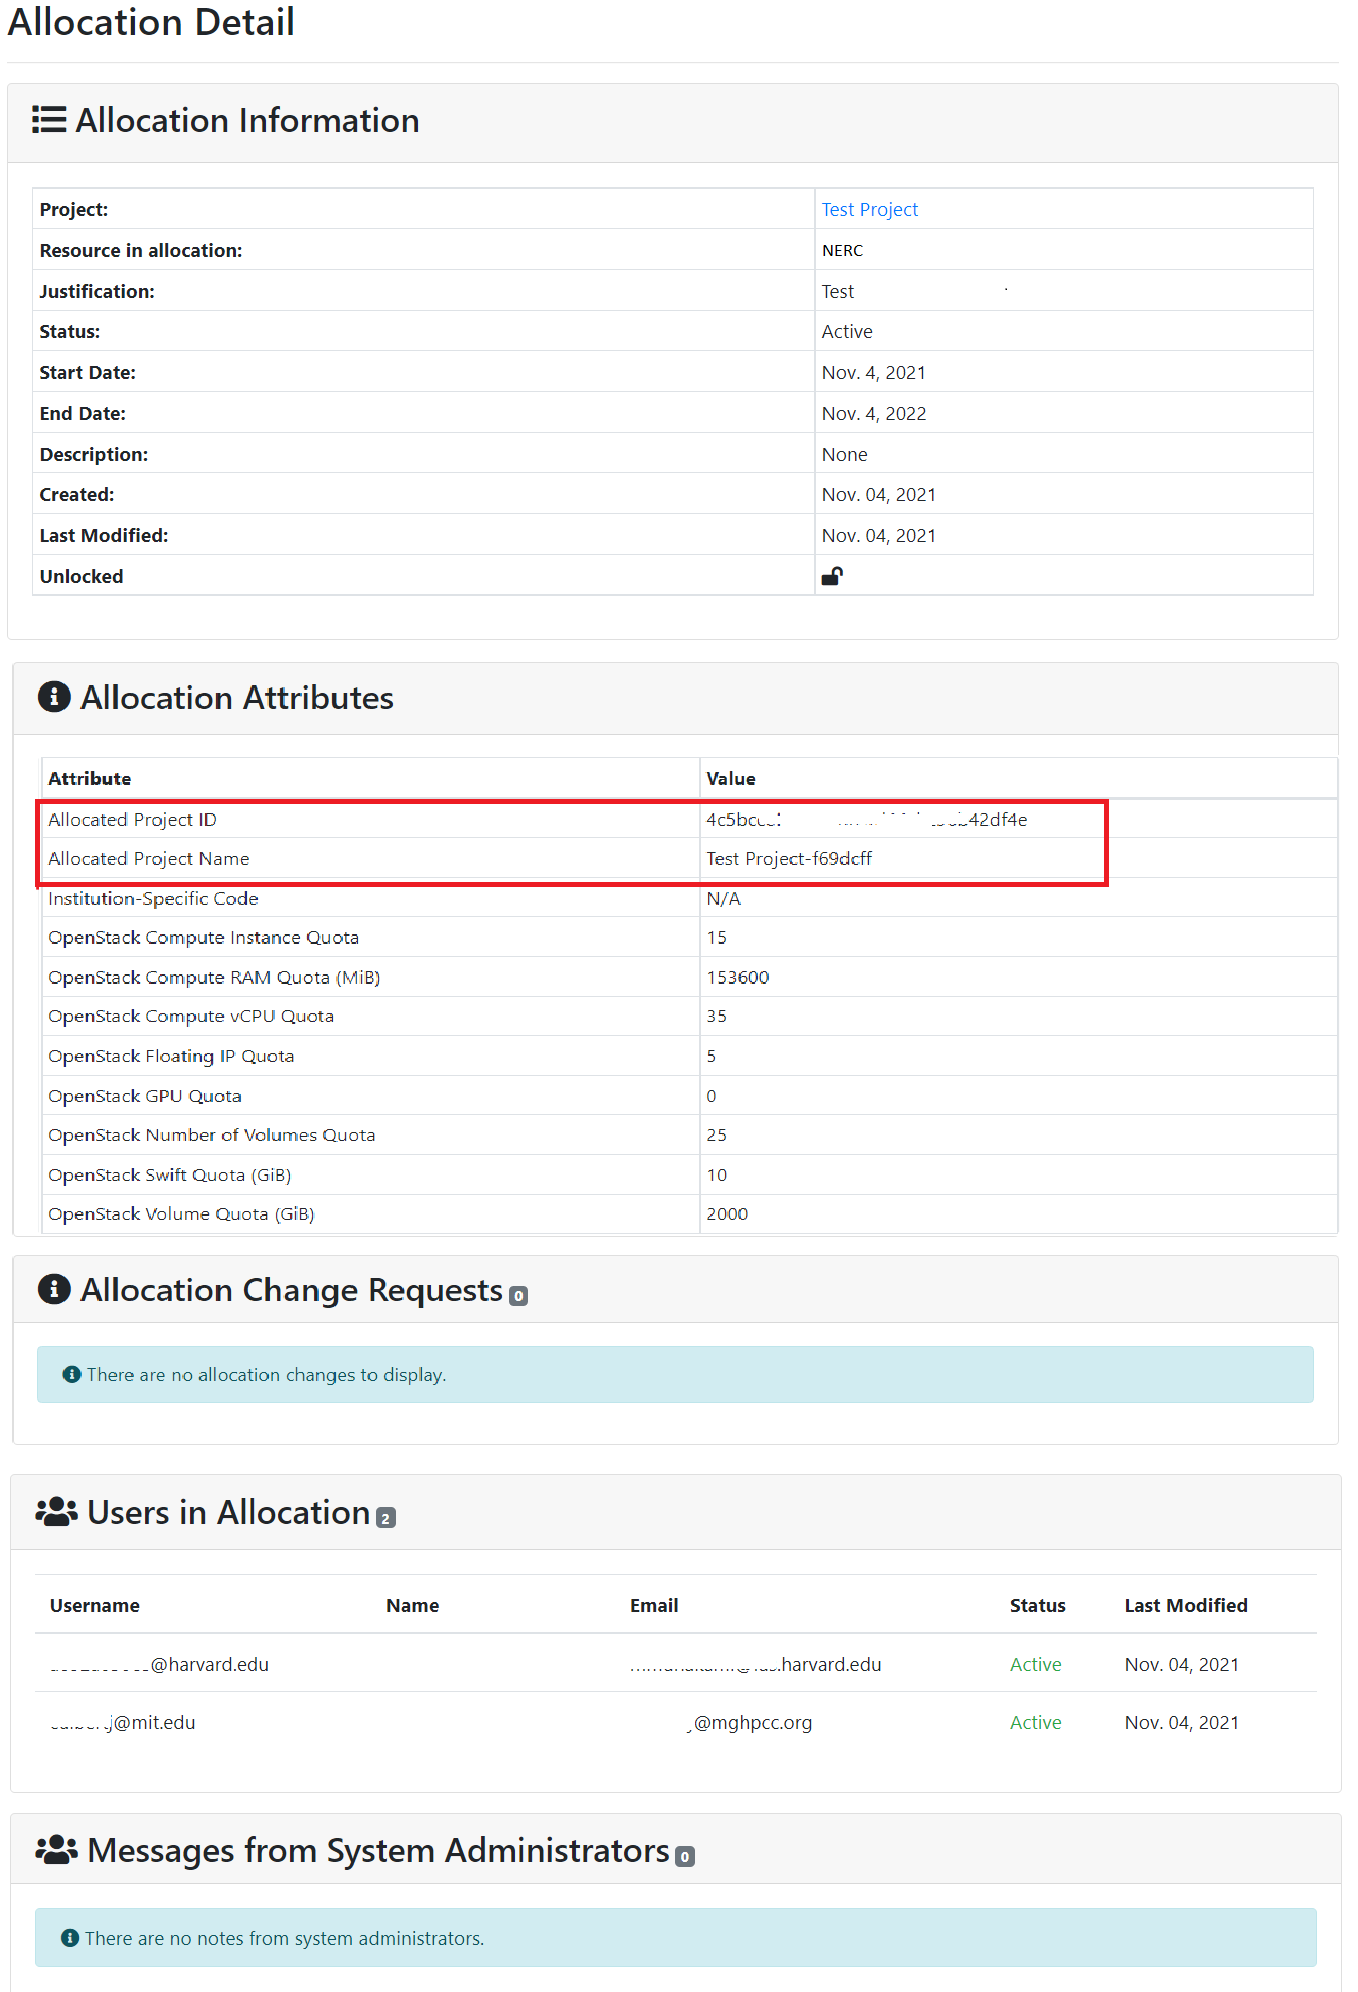 Allocation Detail
Allocation Information
Project: Test Project
Resource in allocation: NERC
Justification: Test
Status: Active
Start Date: Nov. 4, 2021
End Date: Nov. 4, 2022
Description: None
Created: Nov. 04, 2021
Last Modified: Nov. 04, 2021
Unlocked
Allocation Attributes
Attribute Value
Allocated Project ID
Allocated Project Name Test Project-f69dcff
Institution-Specific Code N/A
OpenStack Compute Instance Quota 15
OpenStack Compute RAM Quota (MiB) 153600
OpenStack Compute vCPU Quota 35
OpenStack Floating IP Quota 5
OpenStack GPU Quota 0
OpenStack Number of Volumes Quota 25
OpenStack Swift Quota (GiB) 10
OpenStack Volume Quota (GiB) 2000
Allocation Change Requests 0
There are no allocation changes to display.
Users in Allocation 2
Username Name Email Status Last Modified
@harvard.edu .harvard.edu Active Nov. 04, 2021
@mit.edu @mghpcc.org Active Nov. 04, 2021
Messages from System Administrators 0
There are no notes from system administrators.